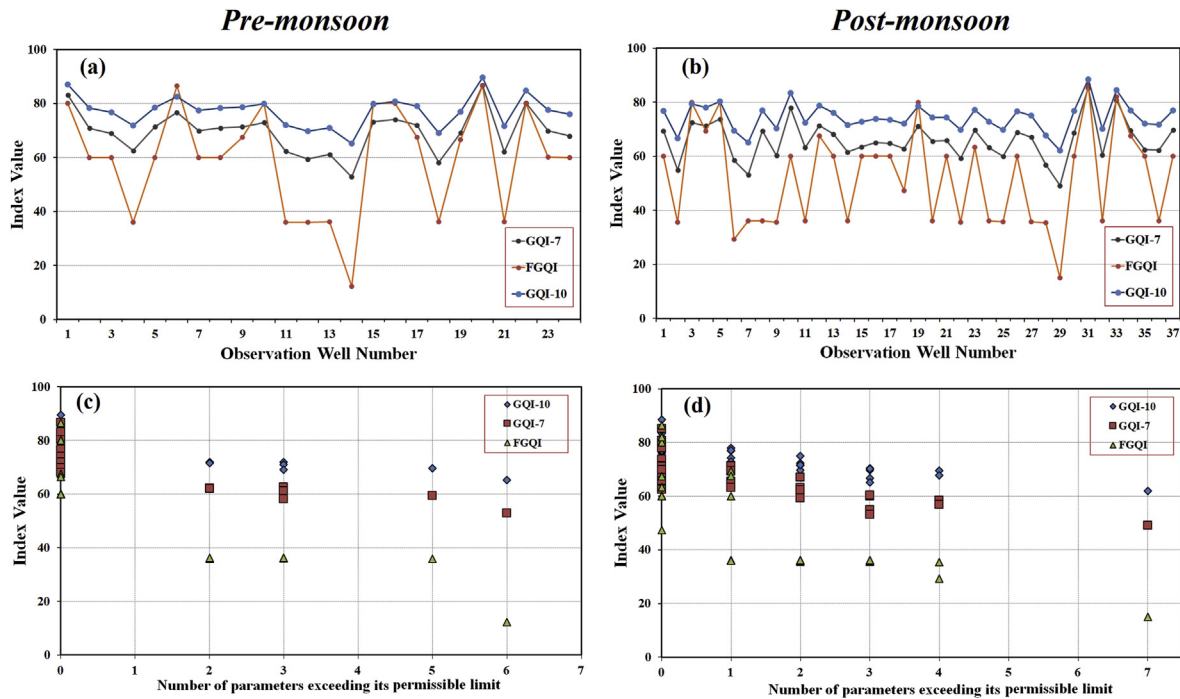 Pre-monsoon
Post-monsoon
(a)
100
80
60
40
20
0
Index Value
GQI-7
FGQI
GQI-10
1 3 5 7 9 11 13 15 17 19 21 23
Observation Well Number
(b)
100
80
60
40
20
0
Index Value
GQI-7
FGQI
GQI-10
1 3 5 7 9 11 13 15 17 19 21 23 25 27 29 31 33 35 37
Observation Well Number
(c)
100
80
60
40
20
0
Index Value
GQI-10
GQI-7
FGQI
0 1 2 3 4 5 6 7
Number of parameters exceeding its permissible limit
(d)
100
80
60
40
20
0
Index Value
GQI-10
GQI-7
FGQI
0 1 2 3 4 5 6 7
Number of parameters exceeding its permissible limit